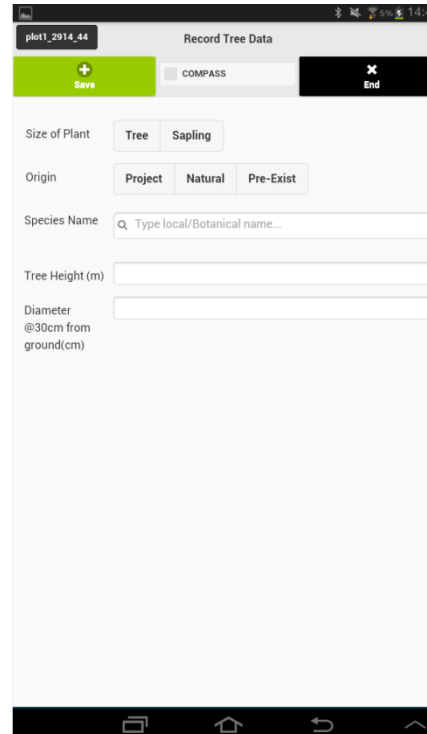 5% 14:
plot1_2914_44
Record Tree Data
Save
COMPASS
End
Size of Plant
Tree Sapling
Origin
Project Natural Pre-Exist
Species Name
Type local/Botanical name...
Tree Height (m)
Diameter
@30cm from
ground(cm)